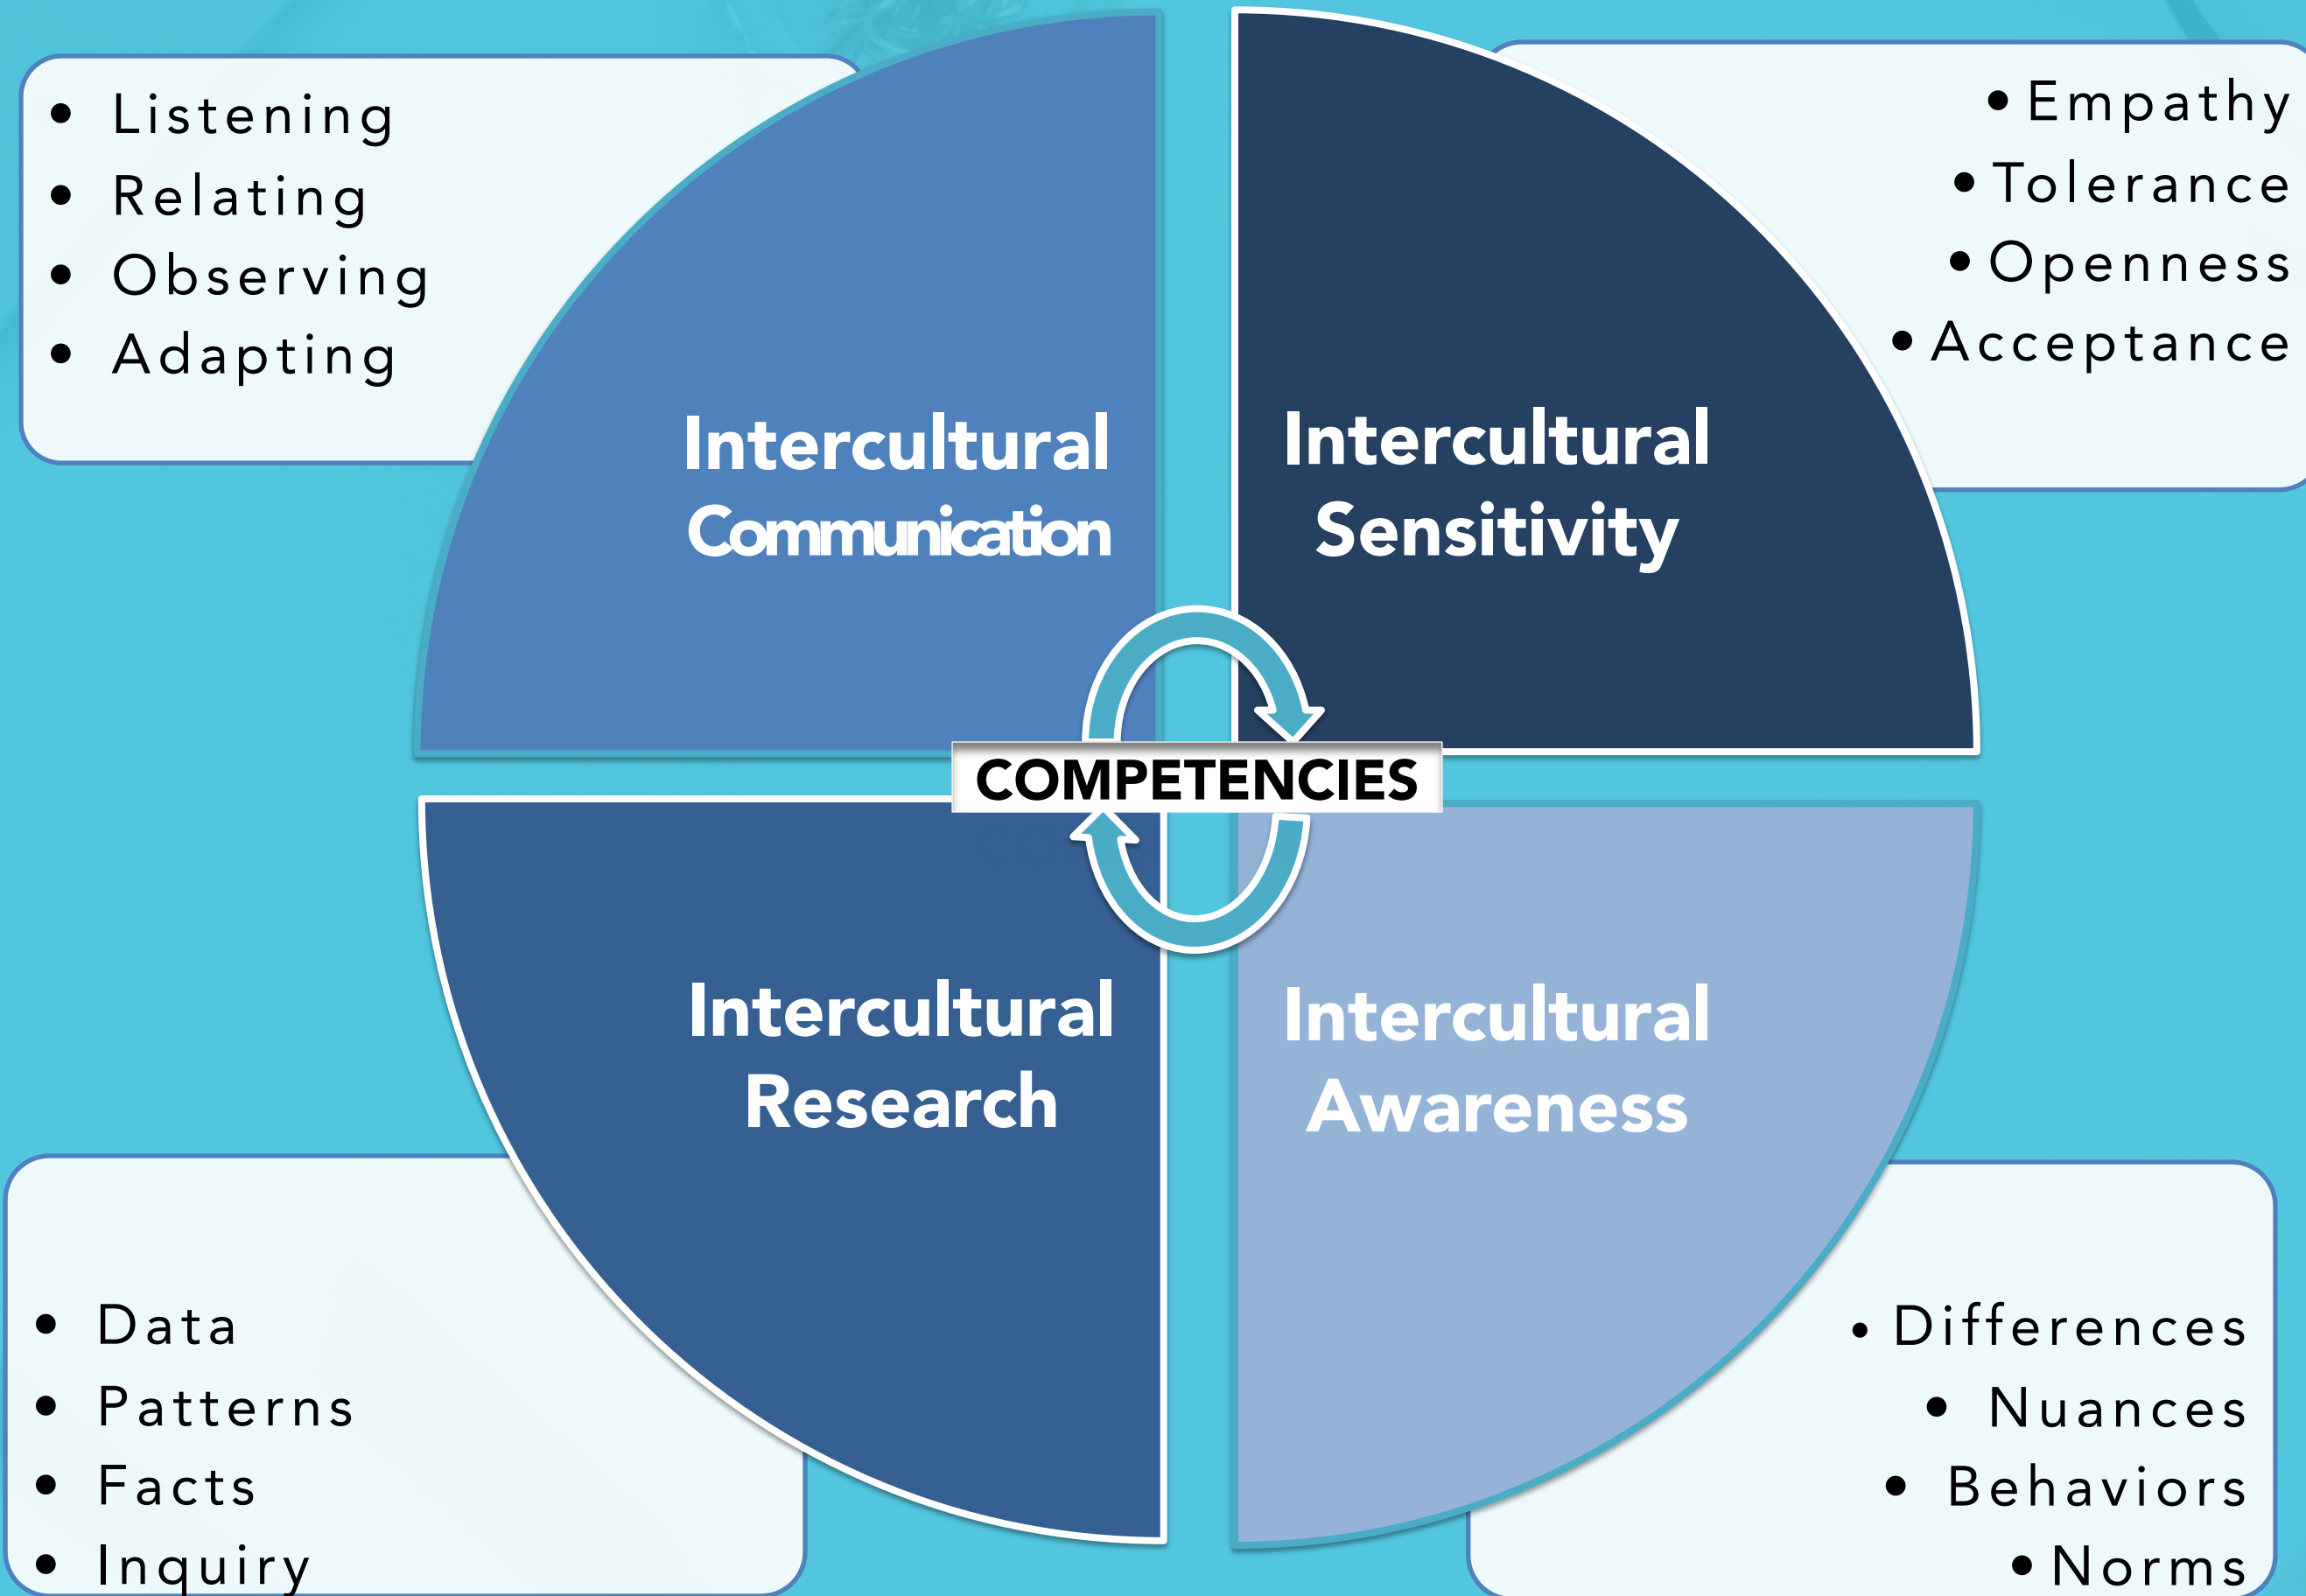 • Listening
• Relating
• Observing
• Adapting
Intercultural
Communication
• Empathy
• Tolerance
• Openness
• Acceptance
Intercultural
Sensitivity
COMPETENCIES
Intercultural
Research
• Data
• Patterns
• Facts
• Inquiry
Intercultural
Awareness
• Differences
• Nuances
• Behaviors
• Norms